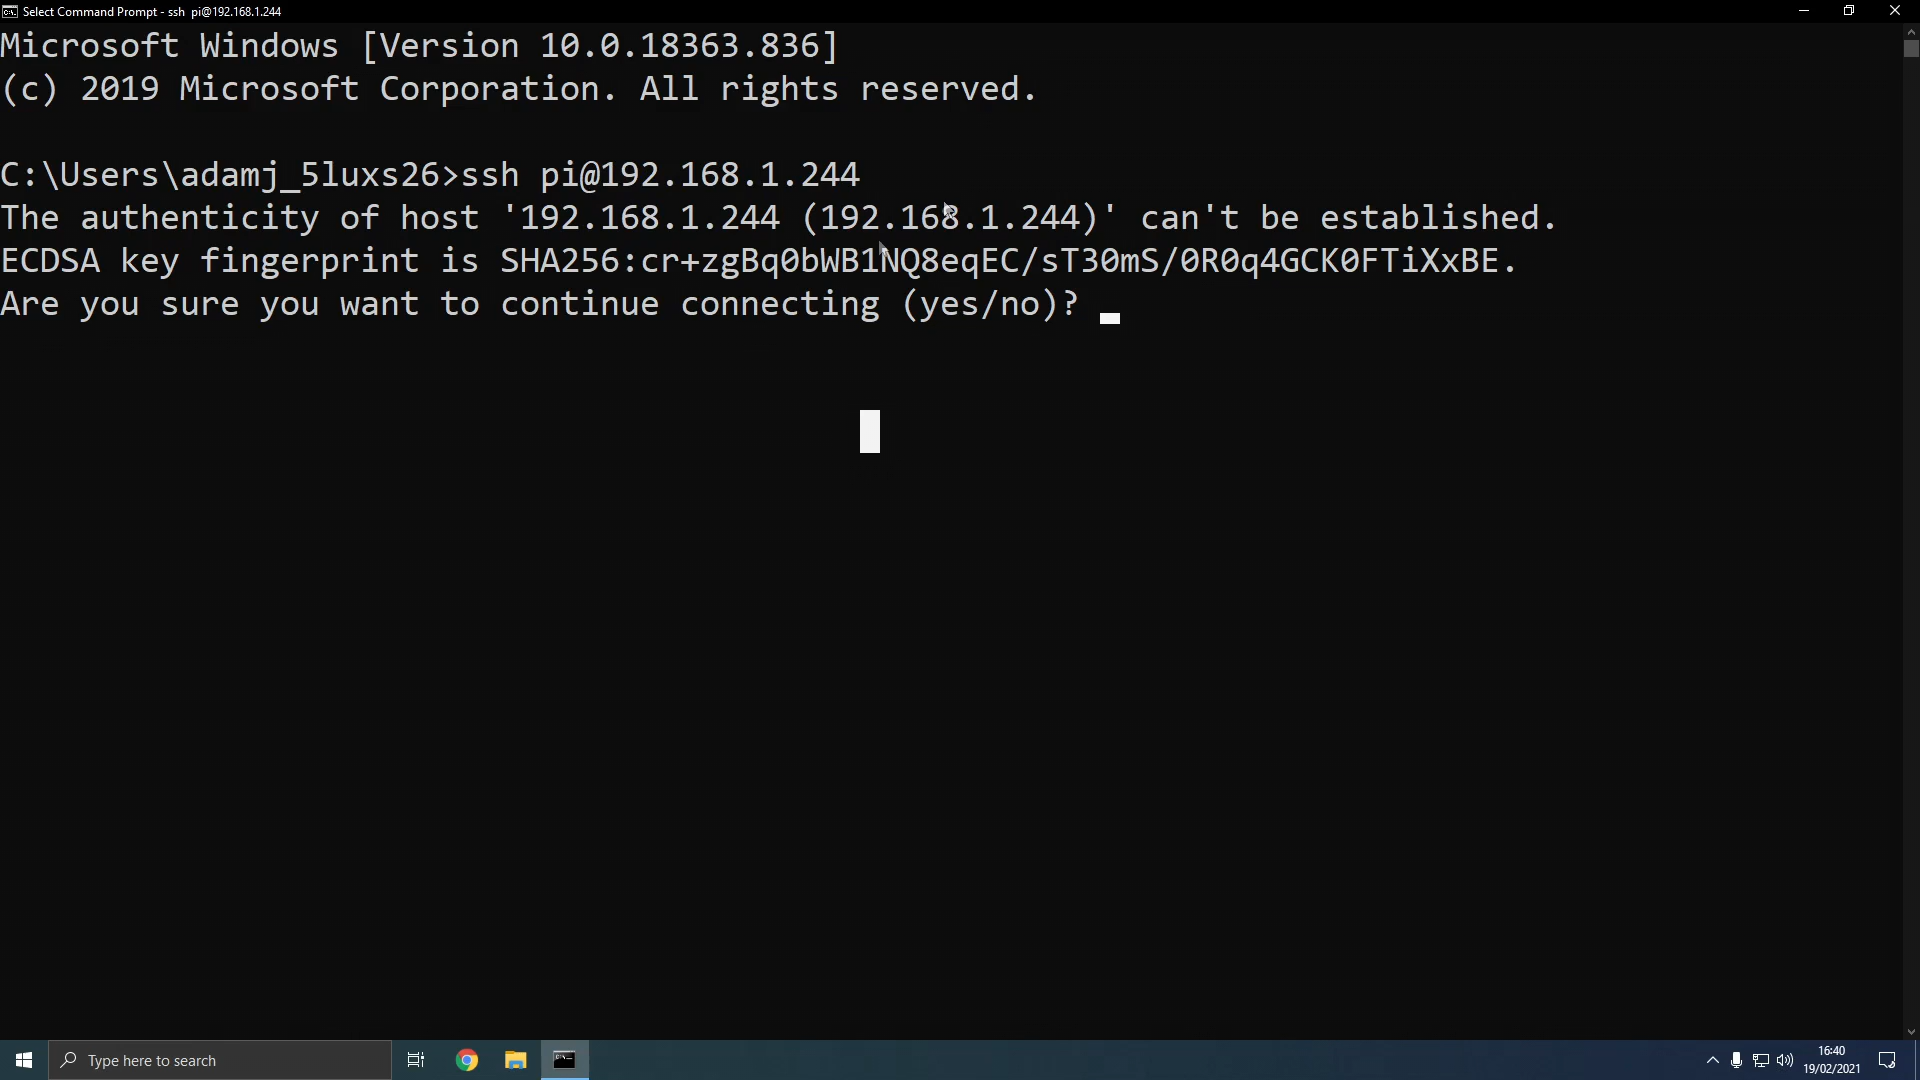 Select Command Prompt - ssh  pi@192.168.1.244
Microsoft Windows [Version 10.0.18363.836]
(c) 2019 Microsoft Corporation. All rights reserved.
C:\Users\adamj_5luxs26>ssh pi@192.168.1.244
The authenticity of host '192.168.1.244 (192.168.1.244)' can't be established.
ECDSA key fingerprint is SHA256:cr+zgBq0bWB1NQ8eqEC/sT30mS/0R0q4GCK0FTiXxBE.
Are you sure you want to continue connecting (yes/no)?
Type here to search
16:40
19/02/2021